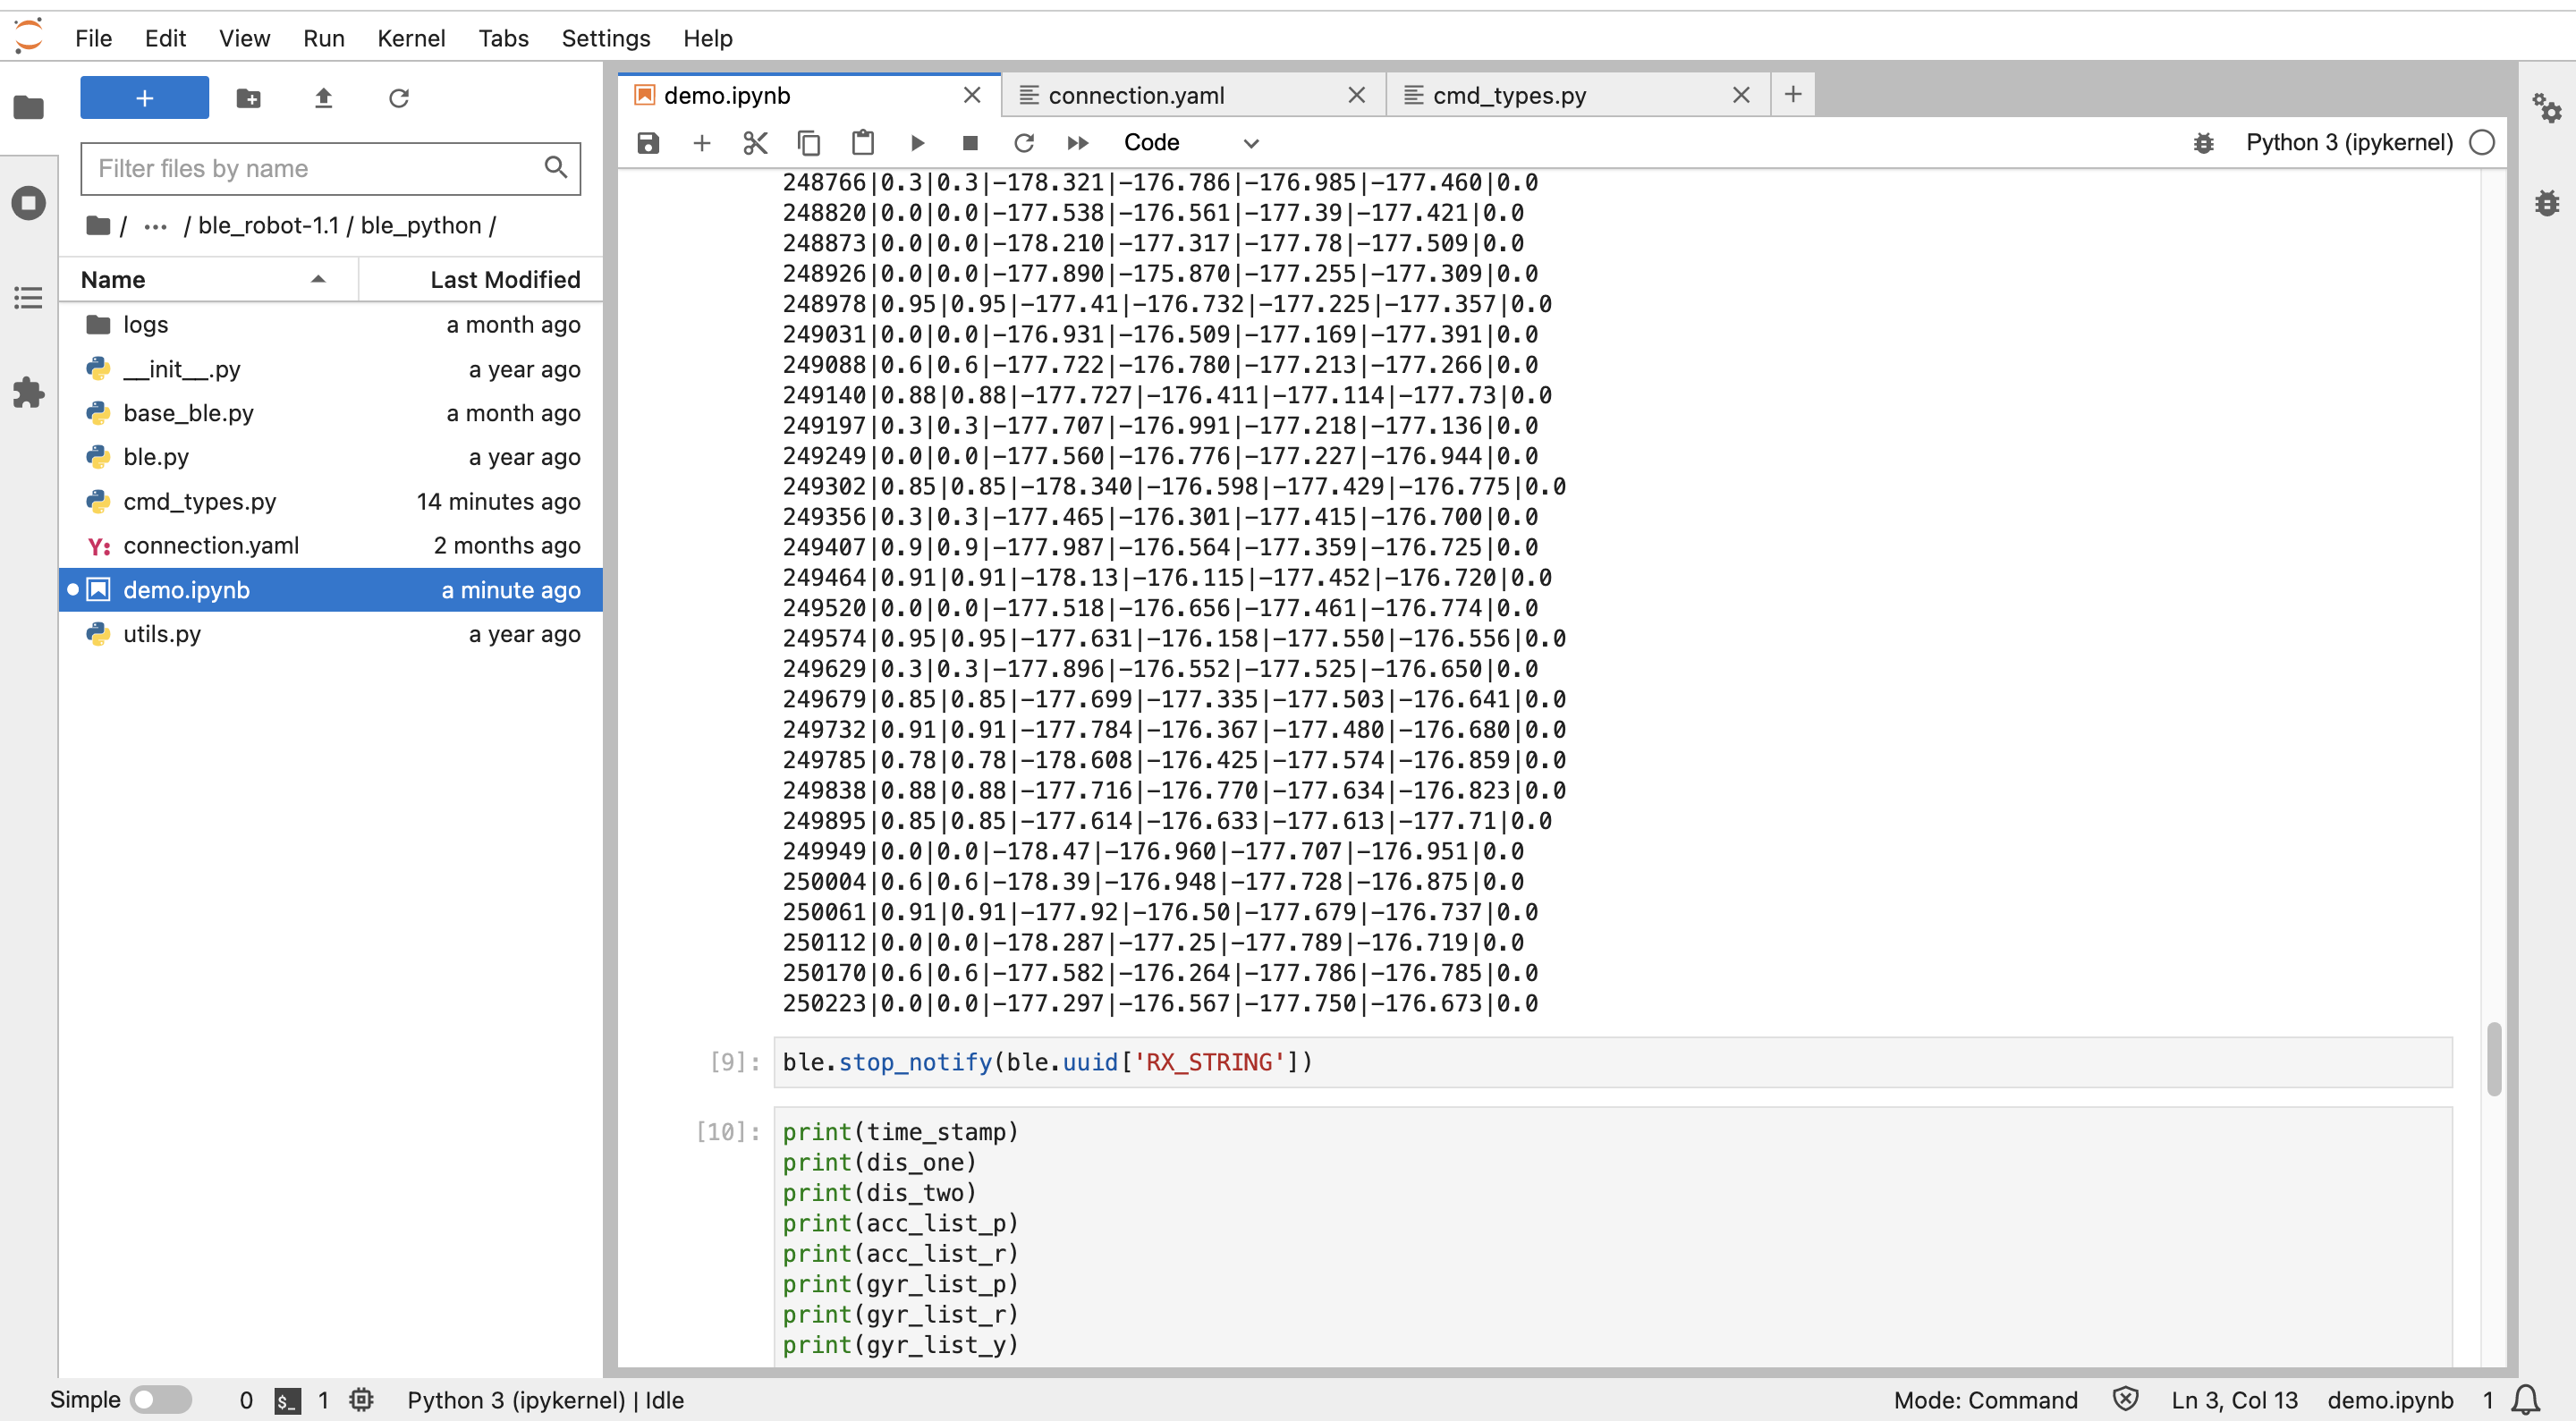 File Edit View Run Kernel Tabs Settings Help
+
Filter files by name
/ ... / ble_robot-1.1 / ble_python /
Name Last Modified
logs a month ago
__init__.py a year ago
base_ble.py a month ago
ble.py a year ago
cmd_types.py 14 minutes ago
Y: connection.yaml 2 months ago
demo.ipynb a minute ago
utils.py a year ago
demo.ipynb connection.yaml cmd_types.py
Code Python 3 (ipykernel)
248766|0.3|0.3|-178.321|-176.786|-176.985|-177.460|0.0
248820|0.0|0.0|-177.538|-176.561|-177.39|-177.421|0.0
248873|0.0|0.0|-178.210|-177.317|-177.78|-177.509|0.0
248926|0.0|0.0|-177.890|-175.870|-177.255|-177.309|0.0
248978|0.95|0.95|-177.41|-176.732|-177.225|-177.357|0.0
249031|0.0|0.0|-176.931|-176.509|-177.169|-177.391|0.0
249088|0.6|0.6|-177.722|-176.780|-177.213|-177.266|0.0
249140|0.88|0.88|-177.727|-176.411|-177.114|-177.73|0.0
249197|0.3|0.3|-177.707|-176.991|-177.218|-177.136|0.0
249249|0.0|0.0|-177.560|-176.776|-177.227|-176.944|0.0
249302|0.85|0.85|-178.340|-176.598|-177.429|-176.775|0.0
249356|0.3|0.3|-177.465|-176.301|-177.415|-176.700|0.0
249407|0.9|0.9|-177.987|-176.564|-177.359|-176.725|0.0
249464|0.91|0.91|-178.13|-176.115|-177.452|-176.720|0.0
249520|0.0|0.0|-177.518|-176.656|-177.461|-176.774|0.0
249574|0.95|0.95|-177.631|-176.158|-177.550|-176.556|0.0
249629|0.3|0.3|-177.896|-176.552|-177.525|-176.650|0.0
249679|0.85|0.85|-177.699|-177.335|-177.503|-176.641|0.0
249732|0.91|0.91|-177.784|-176.367|-177.480|-176.680|0.0
249785|0.78|0.78|-178.608|-176.425|-177.574|-176.859|0.0
249838|0.88|0.88|-177.716|-176.770|-177.634|-176.823|0.0
249895|0.85|0.85|-177.614|-176.633|-177.613|-177.71|0.0
249949|0.0|0.0|-178.47|-176.960|-177.707|-176.951|0.0
250004|0.6|0.6|-178.39|-176.948|-177.728|-176.875|0.0
250061|0.91|0.91|-177.92|-176.50|-177.679|-176.737|0.0
250112|0.0|0.0|-178.287|-177.25|-177.789|-176.719|0.0
250170|0.6|0.6|-177.582|-176.264|-177.786|-176.785|0.0
250223|0.0|0.0|-177.297|-176.567|-177.750|-176.673|0.0
[9]: ble.stop_notify(ble.uuid['RX_STRING'])
[10]: print(time_stamp)
print(dis_one)
print(dis_two)
print(acc_list_p)
print(acc_list_r)
print(gyr_list_p)
print(gyr_list_r)
print(gyr_list_y)
Simple 0 $_ 1 Python 3 (ipykernel) | Idle Mode: Command Ln 3, Col 13 demo.ipynb 1